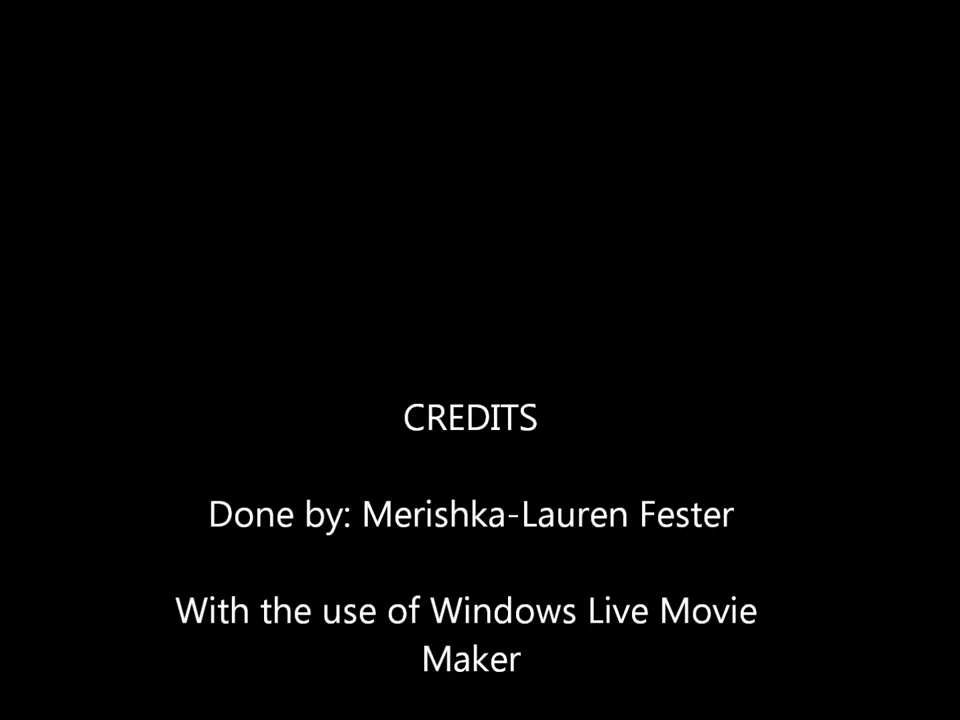 CREDITS
Done by: Merishka-Lauren Fester
With the use of Windows Live Movie
Maker